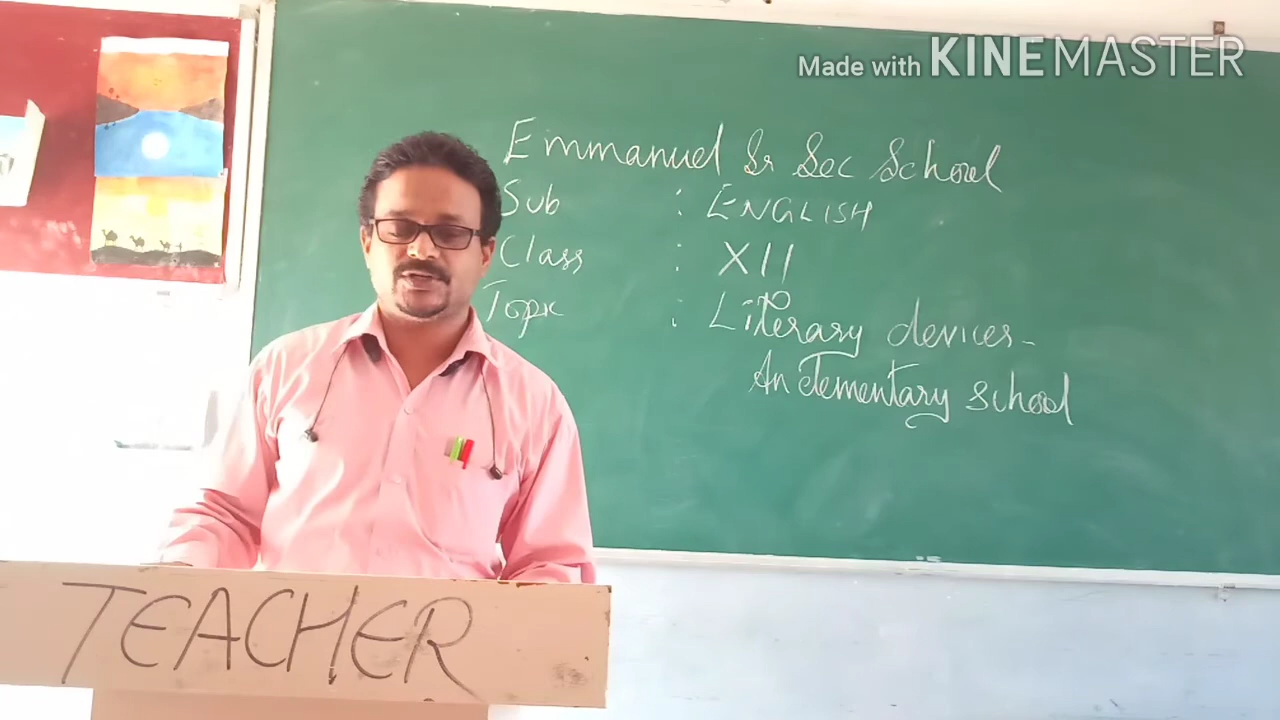 Made with KINEMASTER
Emmanuel Sr Sec School
Sub : ENGLISH
Class : XII
Topic : Literary devices-
An Elementary School
TEACHER